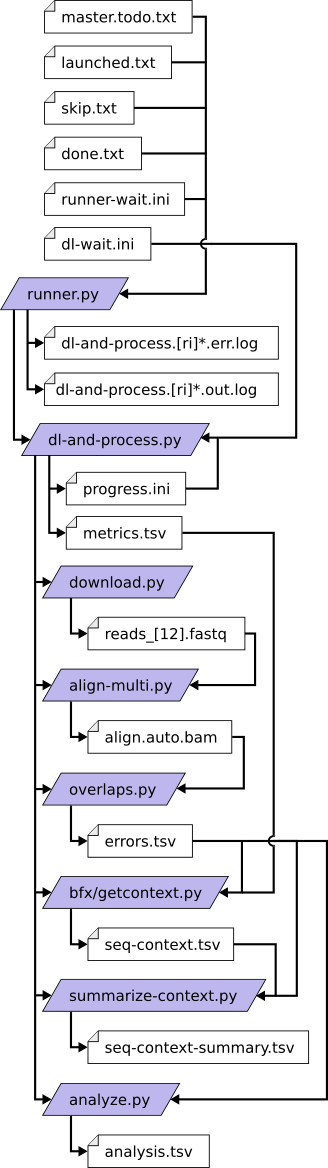 master.todo.txt
launched.txt
skip.txt
done.txt
runner-wait.ini
dl-wait.ini
runner.py
dl-and-process.[ri]*.err.log
dl-and-process.[ri]*.out.log
dl-and-process.py
progress.ini
metrics.tsv
download.py
reads_[12].fastq
align-multi.py
align.auto.bam
overlaps.py
errors.tsv
bfx/getcontext.py
seq-context.tsv
summarize-context.py
seq-context-summary.tsv
analyze.py
analysis.tsv